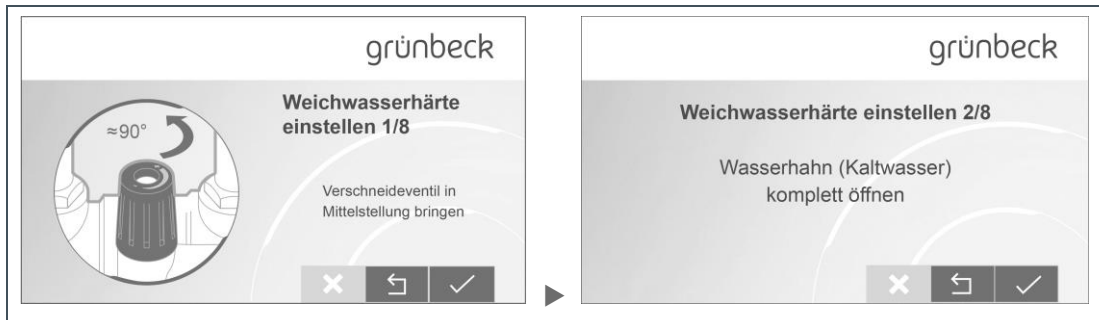 grünbeck
Weichwasserhärte
einstellen 1/8
≈90°
Verschneideventil in
Mittelstellung bringen
grünbeck
Weichwasserhärte einstellen 2/8
Wasserhahn (Kaltwasser)
komplett öffnen